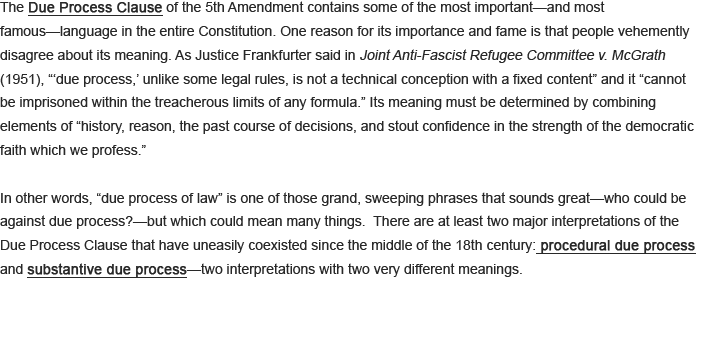 The Due Process Clause of the 5th Amendment contains some of the most important—and most
famous—language in the entire Constitution. One reason for its importance and fame is that people vehemently
disagree about its meaning. As Justice Frankfurter said in Joint Anti-Fascist Refugee Committee v. McGrath
(1951), “‘due process,’ unlike some legal rules, is not a technical conception with a fixed content” and it “cannot
be imprisoned within the treacherous limits of any formula.” Its meaning must be determined by combining
elements of “history, reason, the past course of decisions, and stout confidence in the strength of the democratic
faith which we profess.”
In other words, “due process of law” is one of those grand, sweeping phrases that sounds great—who could be
against due process?—but which could mean many things.  There are at least two major interpretations of the
Due Process Clause that have uneasily coexisted since the middle of the 18th century: procedural due process
and substantive due process—two interpretations with two very different meanings.